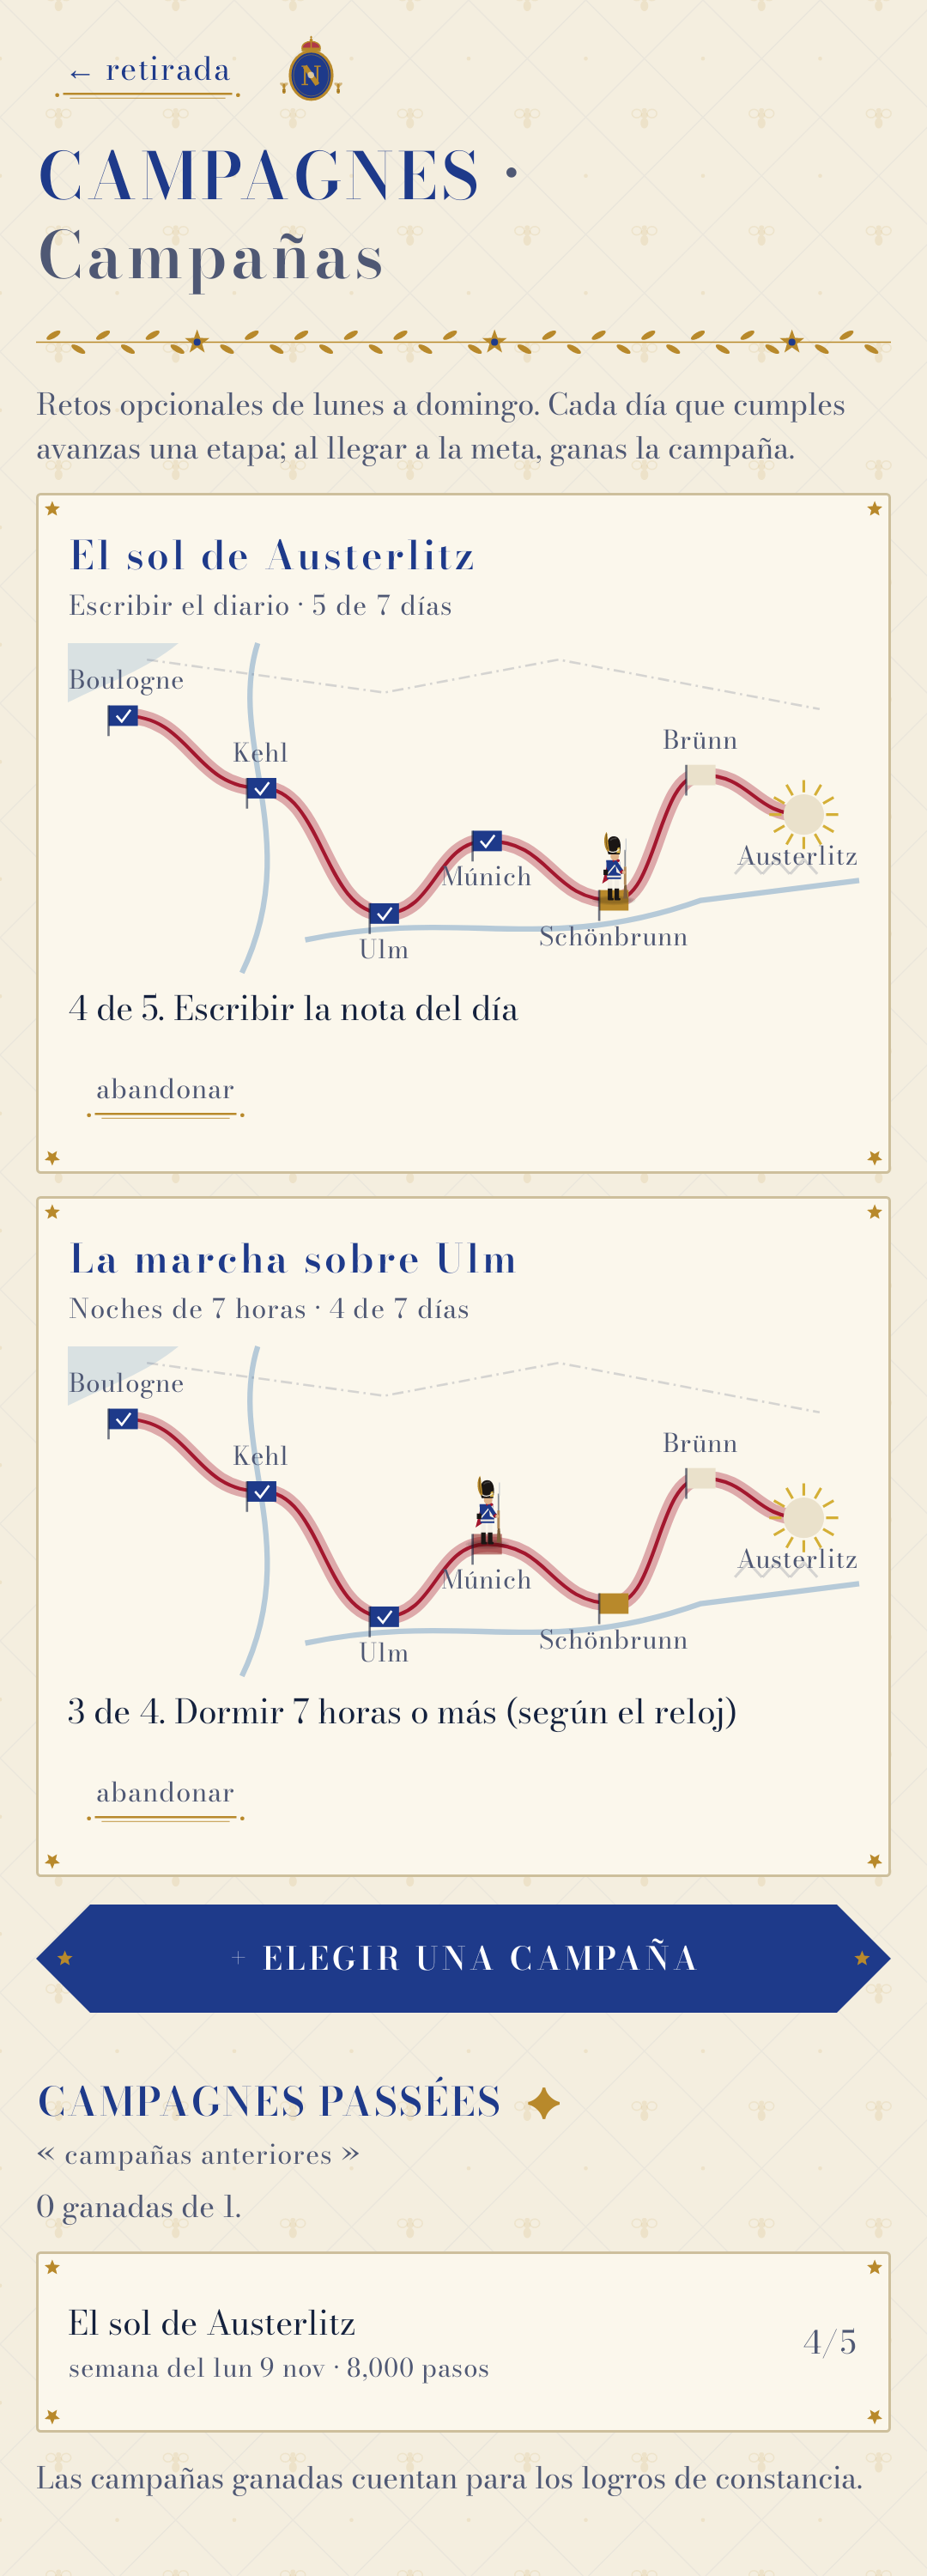 ← retirada
N
CAMPAGNES ·
Campañas
Retos opcionales de lunes a domingo. Cada día que cumples
avanzas una etapa; al llegar a la meta, ganas la campaña.
El sol de Austerlitz
Escribir el diario · 5 de 7 días
Boulogne
Kehl
Brünn
Austerlitz
Múnich
Schönbrunn
Ulm
4 de 5. Escribir la nota del día
abandonar
La marcha sobre Ulm
Noches de 7 horas · 4 de 7 días
Boulogne
Kehl
Brünn
Austerlitz
Múnich
Schönbrunn
Ulm
3 de 4. Dormir 7 horas o más (según el reloj)
abandonar
+ ELEGIR UNA CAMPAÑA
CAMPAGNES PASSÉES
« campañas anteriores »
0 ganadas de 1.
El sol de Austerlitz
4/5
semana del lun 9 nov · 8,000 pasos
Las campañas ganadas cuentan para los logros de constancia.